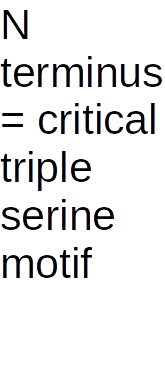 N
terminus
= critical
triple
serine
motif